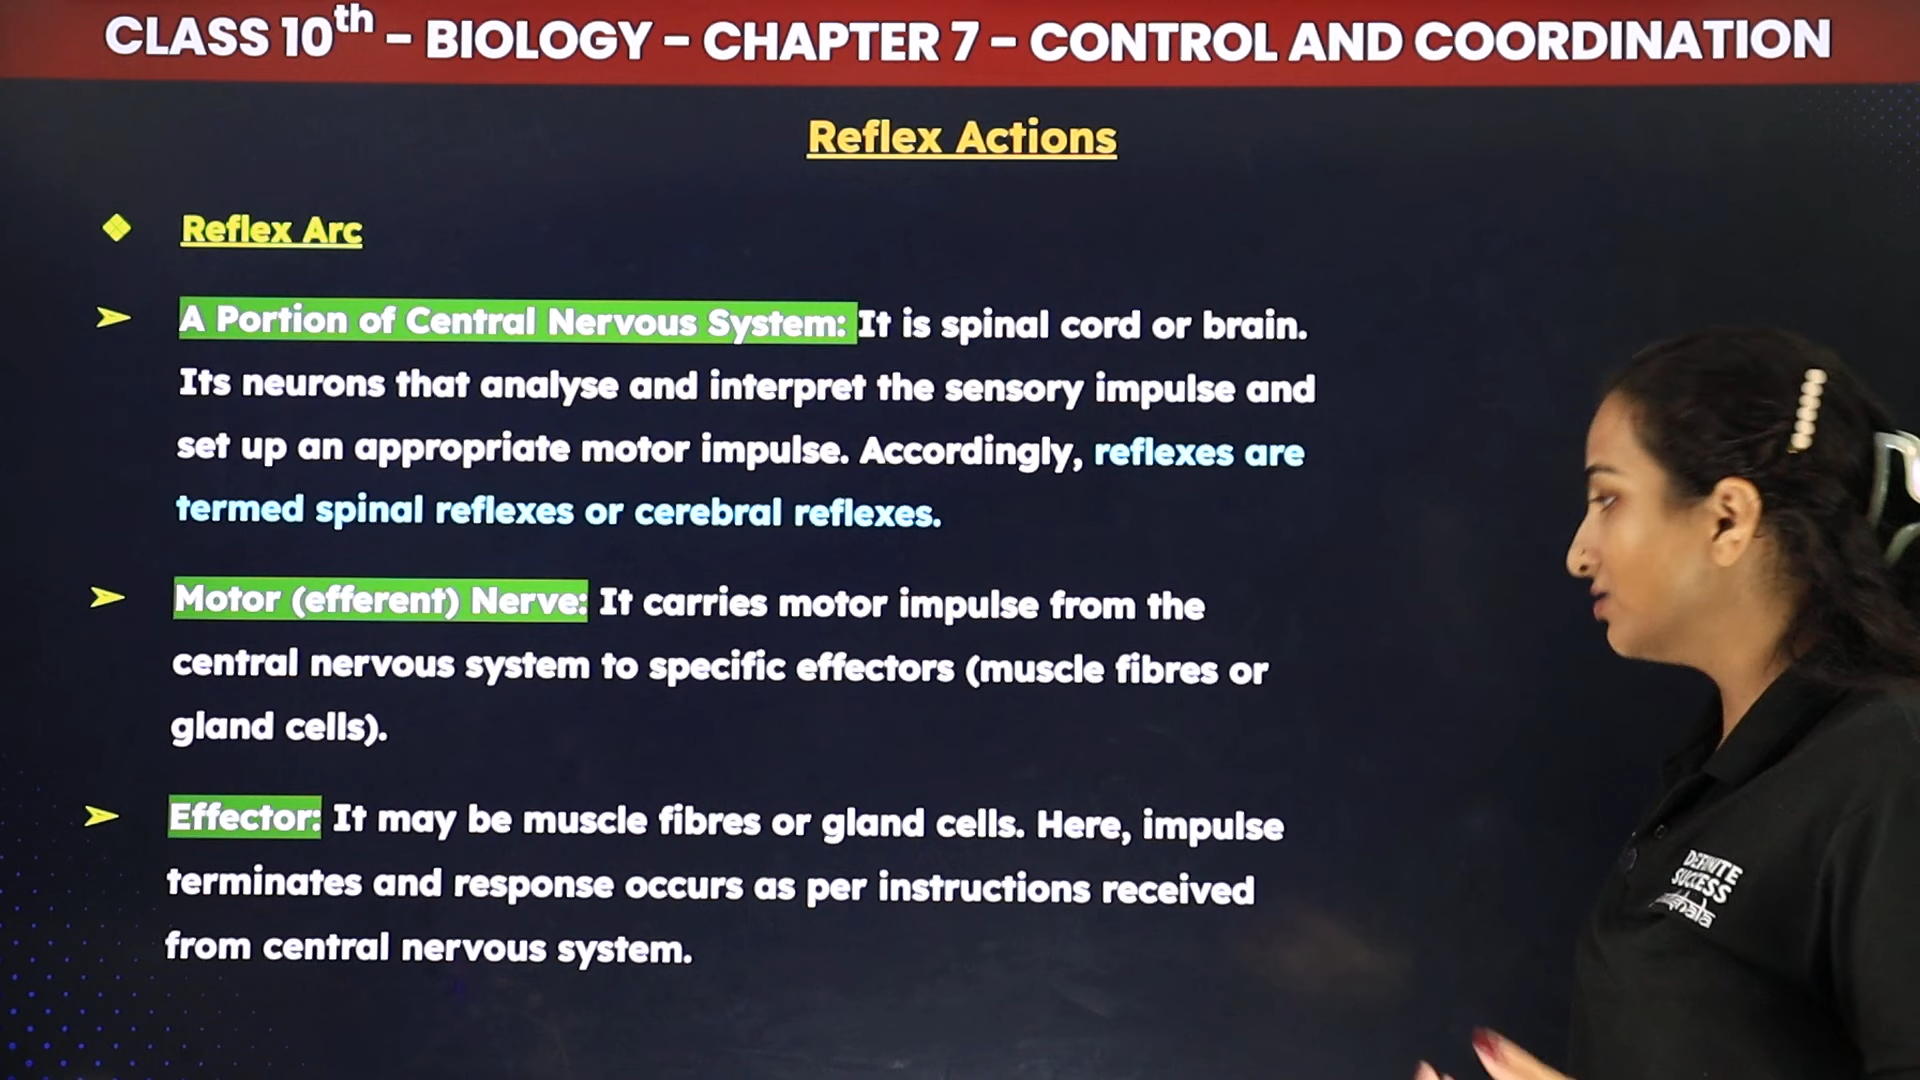 CLASS 10th - BIOLOGY - CHAPTER 7 - CONTROL AND COORDINATION
Reflex Actions
Reflex Arc
A Portion of Central Nervous System: It is spinal cord or brain.
Its neurons that analyse and interpret the sensory impulse and
set up an appropriate motor impulse. Accordingly, reflexes are
termed spinal reflexes or cerebral reflexes.
Motor (efferent) Nerve: It carries motor impulse from the
central nervous system to specific effectors (muscle fibres or
gland cells).
Effector: It may be muscle fibres or gland cells. Here, impulse
terminates and response occurs as per instructions received
from central nervous system.
DEFINITE
SUCCESS